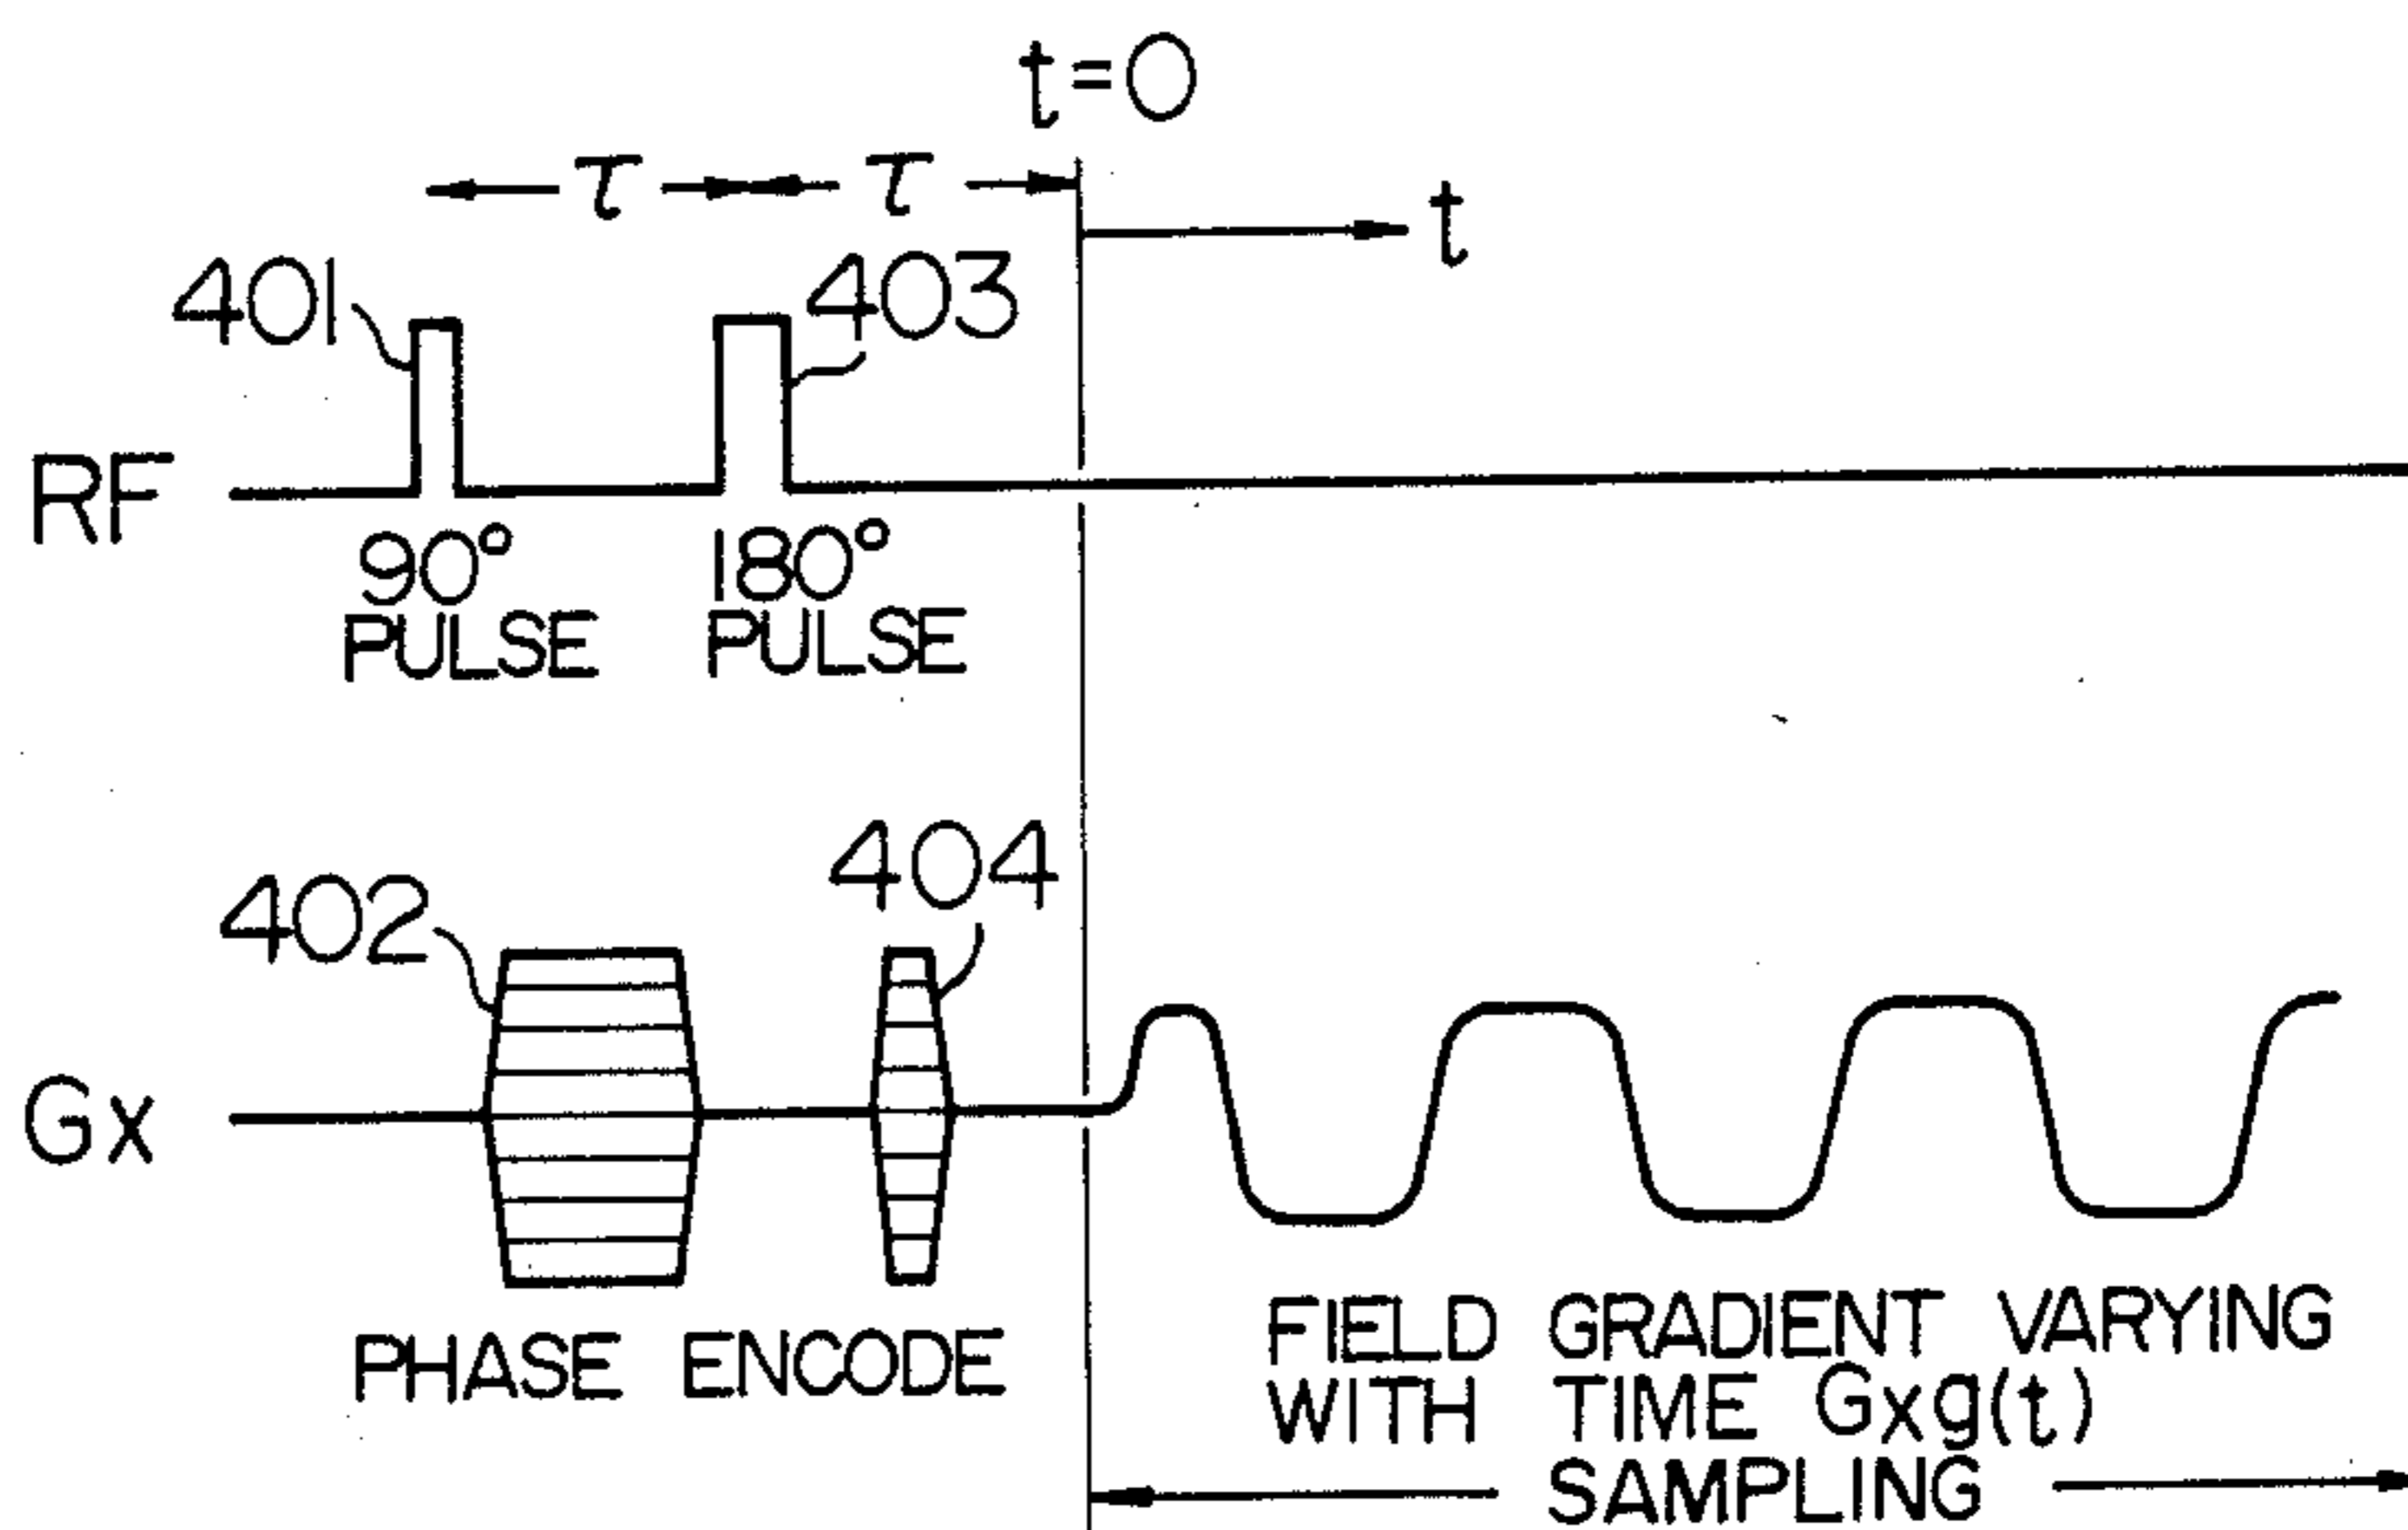 t=0
τ τ
t
401
403
RF
90° 180°
PULSE PULSE
402
404
Gx
PHASE ENCODE
FIELD GRADIENT VARYING
WITH TIME Gxg(t)
SAMPLING